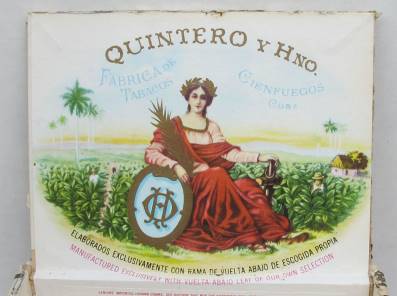 QUINTERO Y HNO.
FÁBRICA DE
TABACOS
CIENFUEGOS
CUBA
ELABORADOS EXCLUSIVAMENTE CON RAMA DE VUELTA ABAJO DE ESCOGIDA PROPIA
MANUFACTURED EXCLUSIVELY WITH VUELTA ABAJO LEAF OF OUR OWN SELECTION